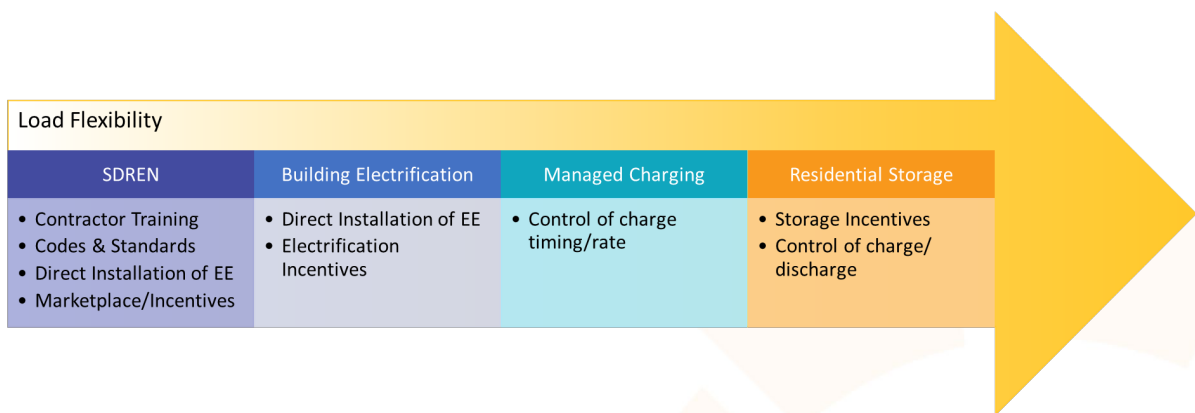 Load Flexibility
SDREN
• Contractor Training
• Codes & Standards
• Direct Installation of EE
• Marketplace/Incentives
Building Electrification
• Direct Installation of EE
• Electrification
Incentives
Managed Charging
• Control of charge
timing/rate
Residential Storage
• Storage Incentives
• Control of charge/
discharge